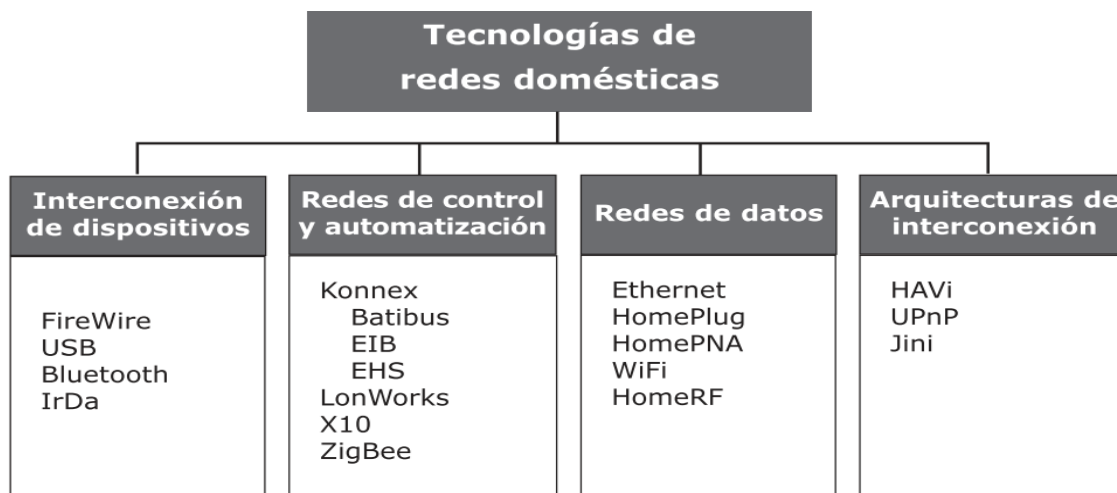 Tecnologías de
redes domésticas
Interconexión
de dispositivos
FireWire
USB
Bluetooth
IrDa
Redes de control
y automatización
Konnex
Batibus
EIB
EHS
LonWorks
X10
ZigBee
Redes de datos
Ethernet
HomePlug
HomePNA
WiFi
HomeRF
Arquitecturas de
interconexión
HAVi
UPnP
Jini